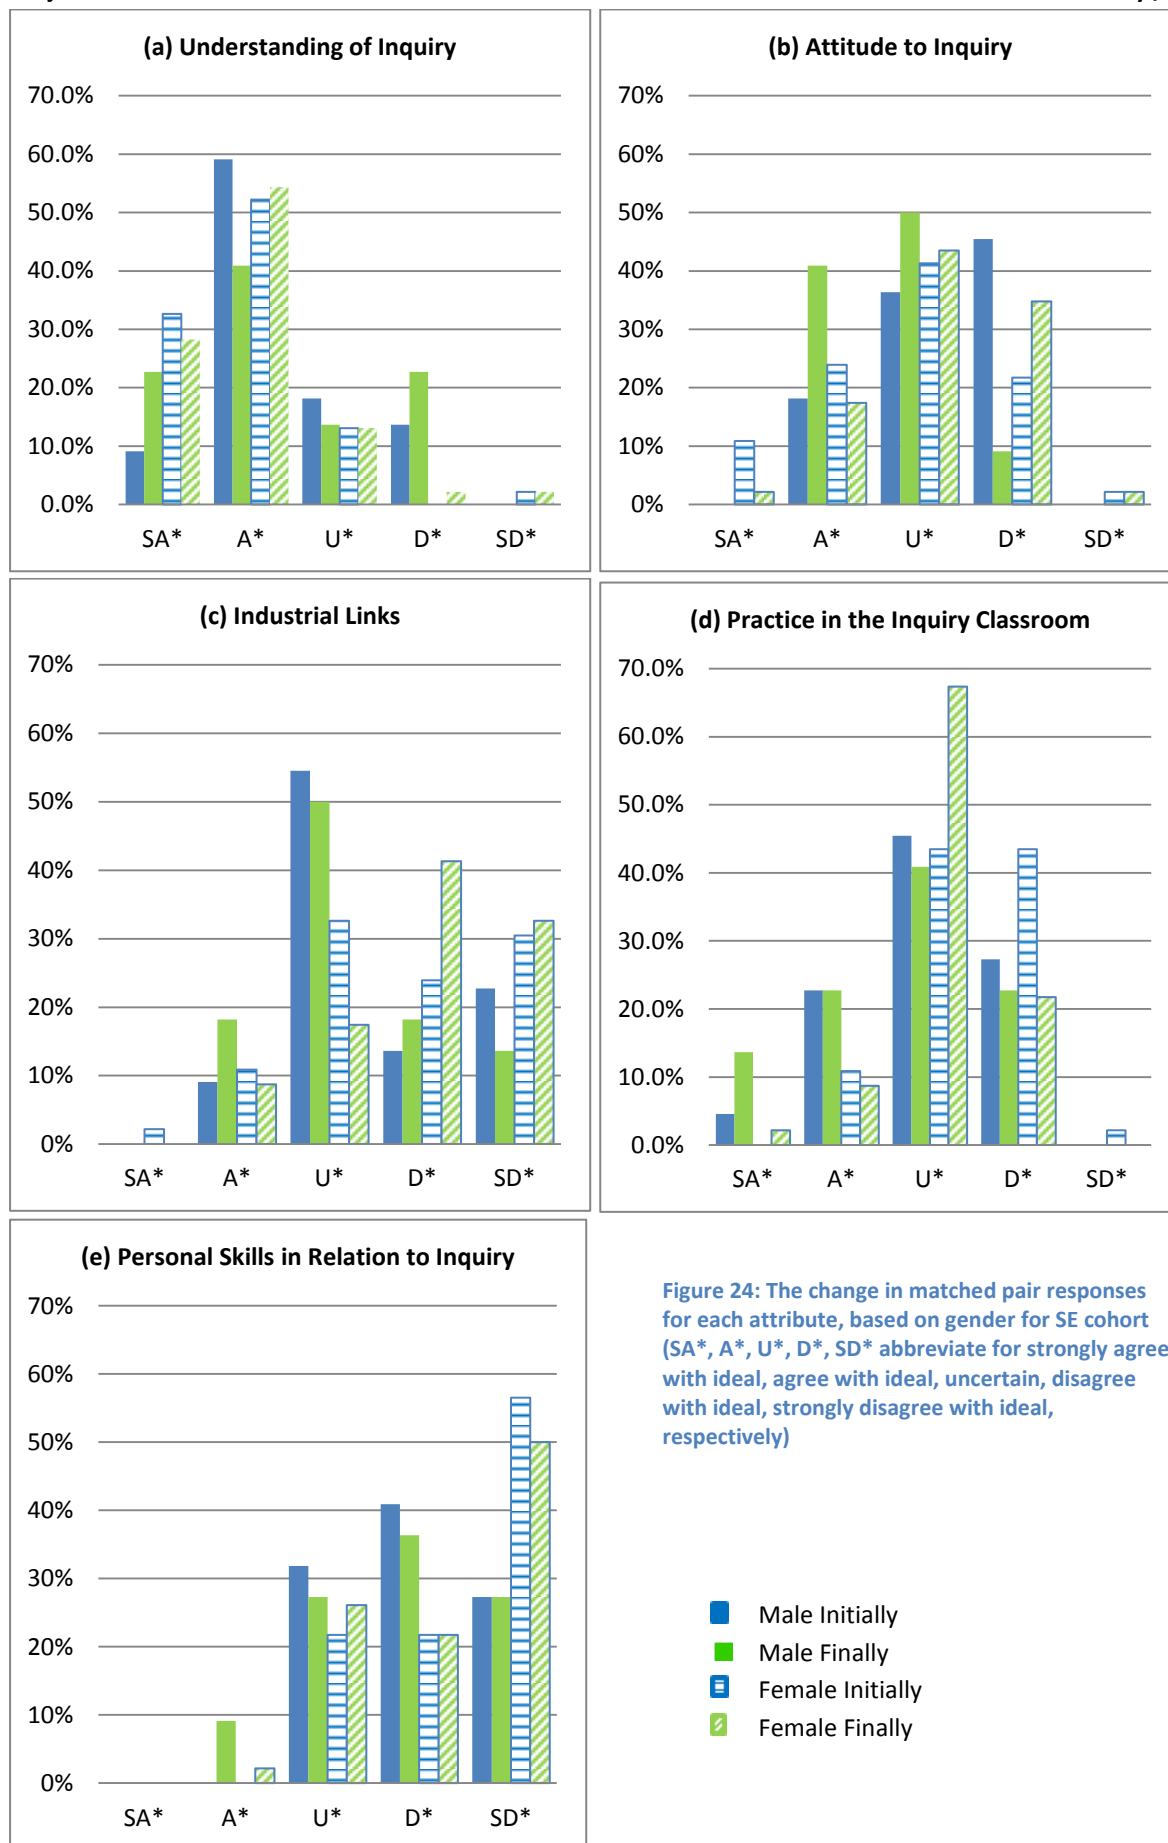 (a) Understanding of Inquiry
70.0%
60.0%
50.0%
40.0%
30.0%
20.0%
10.0%
0.0%
SA* A* U* D* SD*
(b) Attitude to Inquiry
70%
60%
50%
40%
30%
20%
10%
0%
SA* A* U* D* SD*
(c) Industrial Links
70%
60%
50%
40%
30%
20%
10%
0%
SA* A* U* D* SD*
(d) Practice in the Inquiry Classroom
70.0%
60.0%
50.0%
40.0%
30.0%
20.0%
10.0%
0.0%
SA* A* U* D* SD*
(e) Personal Skills in Relation to Inquiry
70%
60%
50%
40%
30%
20%
10%
0%
SA* A* U* D* SD*
Figure 24: The change in matched pair responses
for each attribute, based on gender for SE cohort
(SA*, A*, U*, D*, SD* abbreviate for strongly agree
with ideal, agree with ideal, uncertain, disagree
with ideal, strongly disagree with ideal,
respectively)
Male Initially
Male Finally
Female Initially
Female Finally